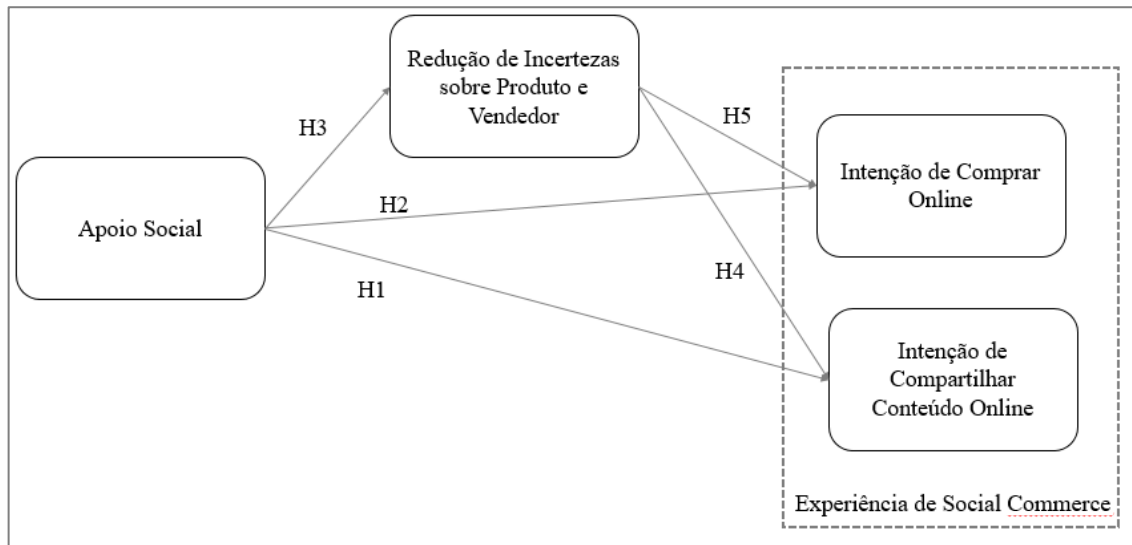 Redução de Incertezas
sobre Produto e
Vendedor
H3
H5
Intenção de Comprar
Online
Apoio Social
H2
H4
H1
Intenção de
Compartilhar
Conteúdo Online
Experiência de Social Commerce